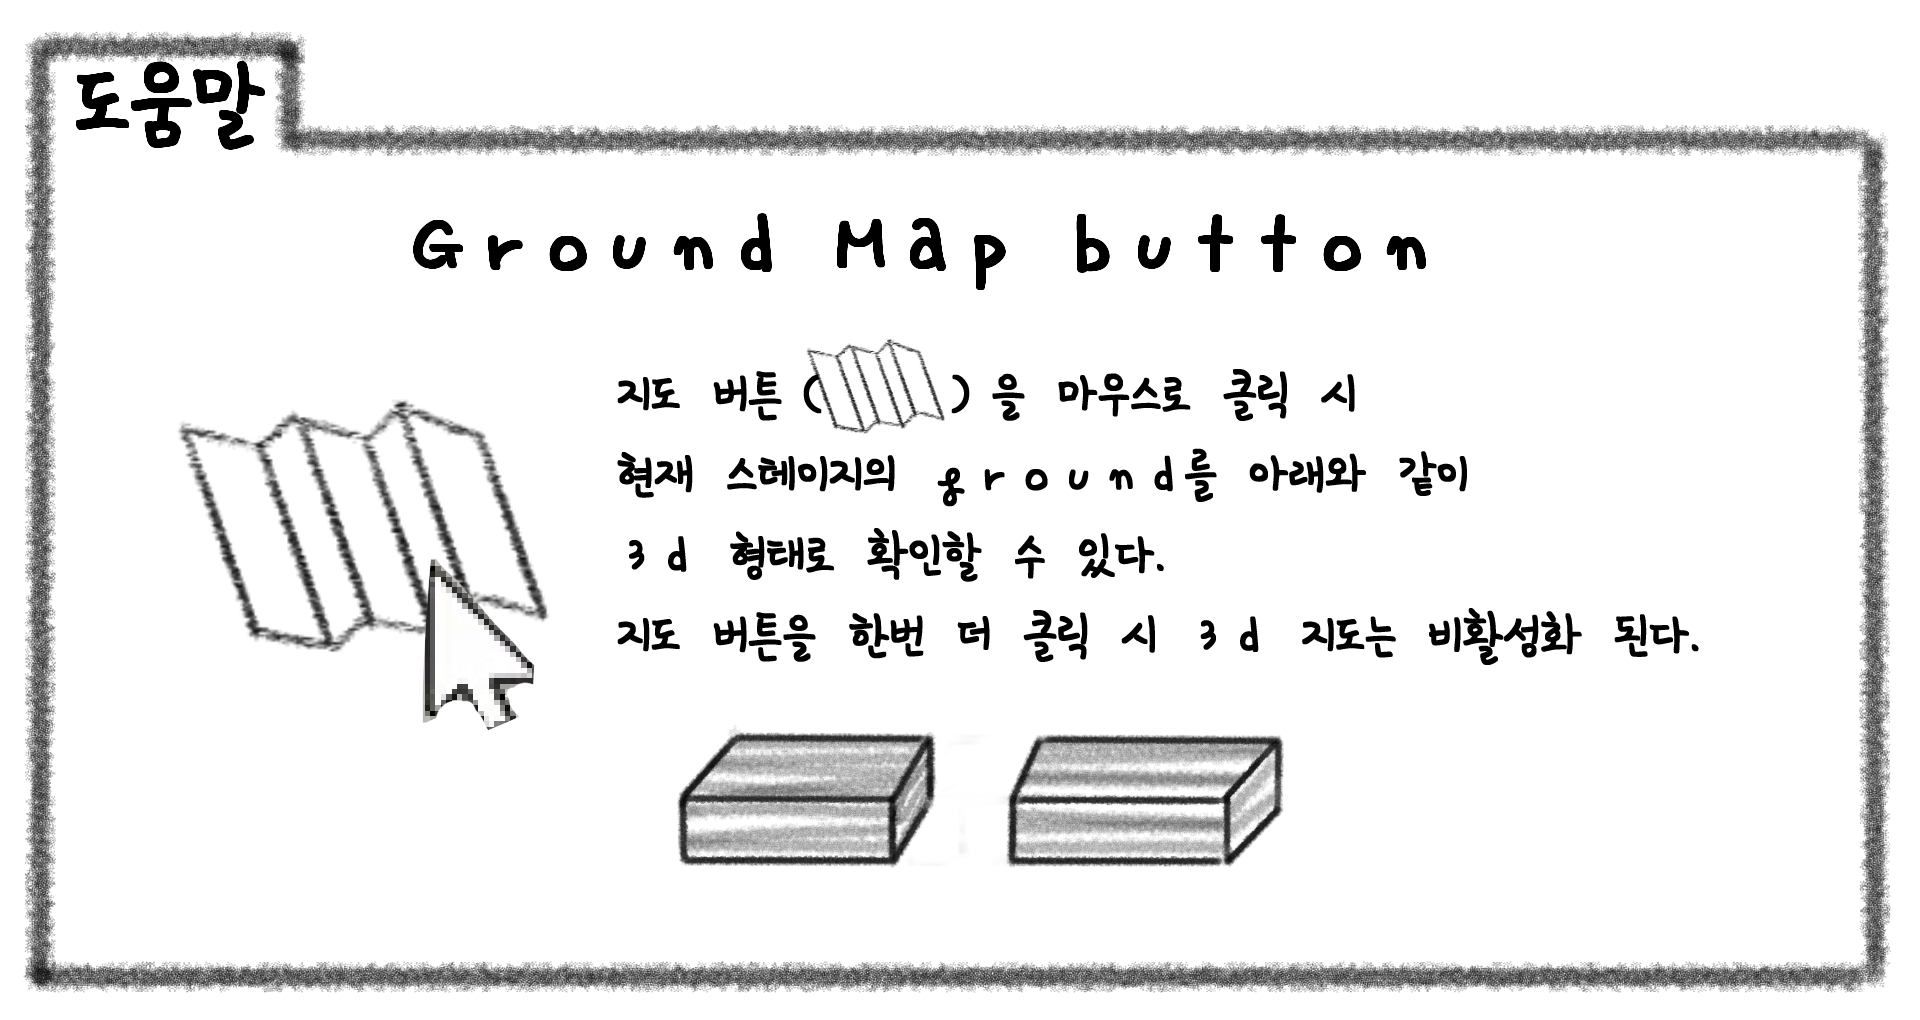 도움말
Ground Map button
지도 버튼( )을 마우스로 클릭 시
현재 스테이지의 ground를 아래와 같이
3d 형태로 확인할 수 있다.
지도 버튼을 한번 더 클릭 시 3d 지도는 비활성화 된다.